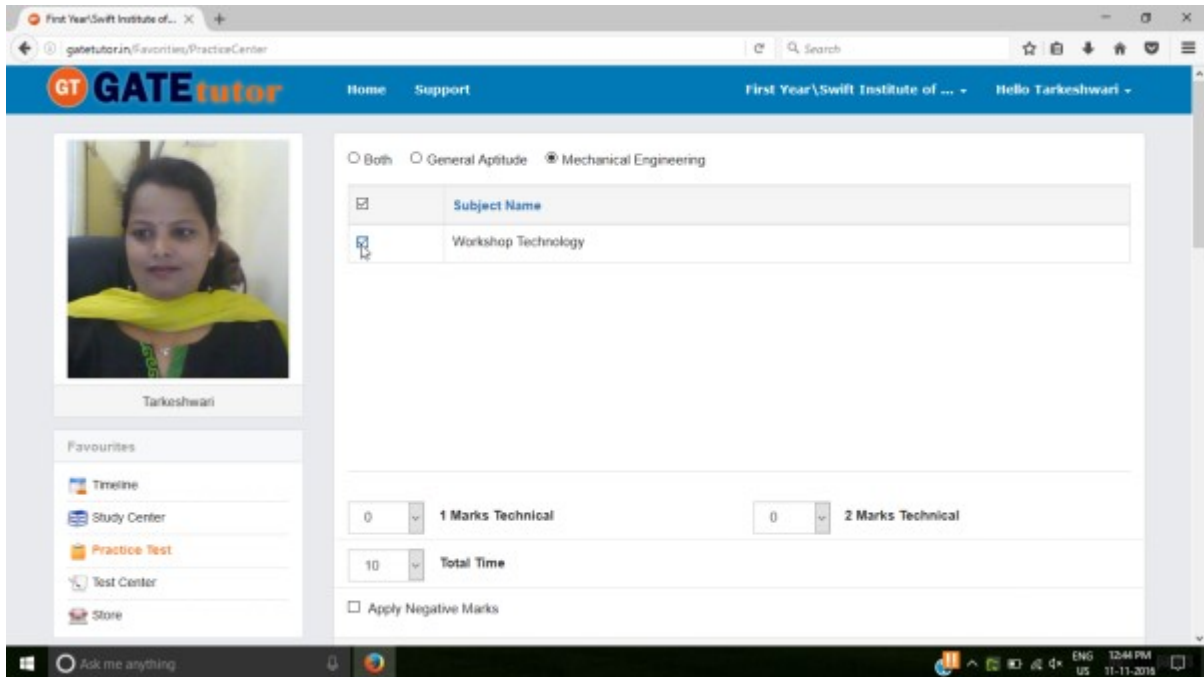 First Year\Swift Institute of...
gatetutor.in/Favorities/PracticeCenter
Search
GT GATEtutor
Home Support First Year\Swift Institute of ... Hello Tarkeshwari
Both General Aptitude Mechanical Engineering
Subject Name
Workshop Technology
Tarkeshwari
Favourites
Timeline
Study Center
Practice Test
Test Center
Store
0 1 Marks Technical 0 2 Marks Technical
10 Total Time
Apply Negative Marks
Ask me anything
ENG 12:44 PM
US 11-11-2016